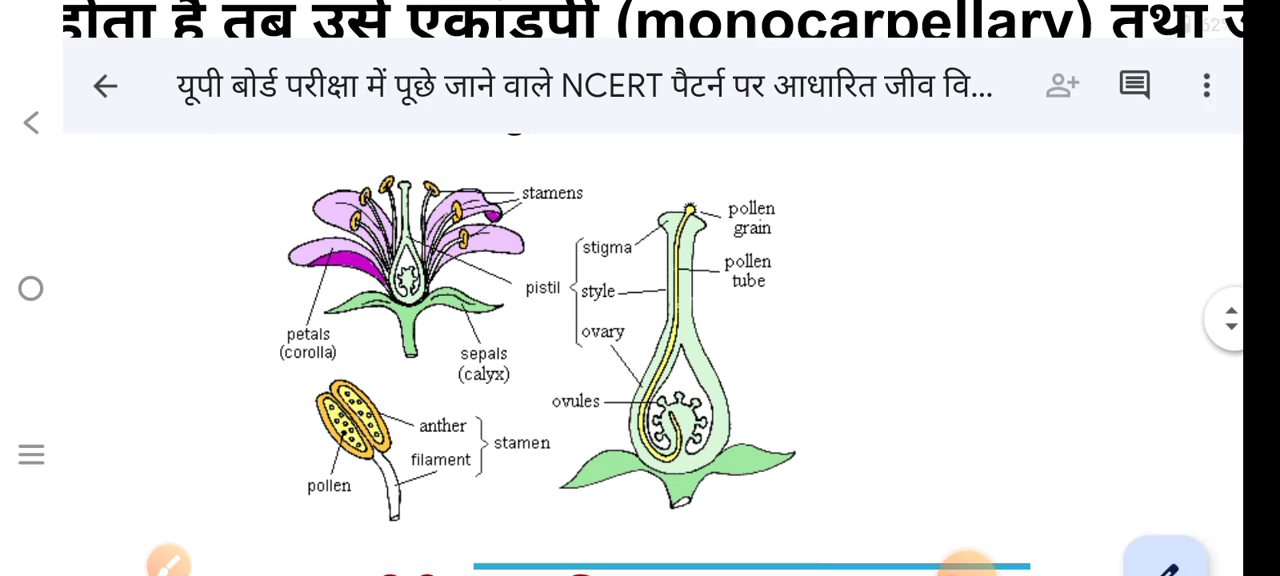 होता है तब उसे एकांडपी (monocarpellary) तथा
यूपी बोर्ड परीक्षा में पूछे जाने वाले NCERT पैटर्न पर आधारित जीव वि...
stamens
petals
(corolla)
sepals
(calyx)
pistil
stigma
style
ovary
ovules
pollen
grain
pollen
tube
anther
filament
stamen
pollen